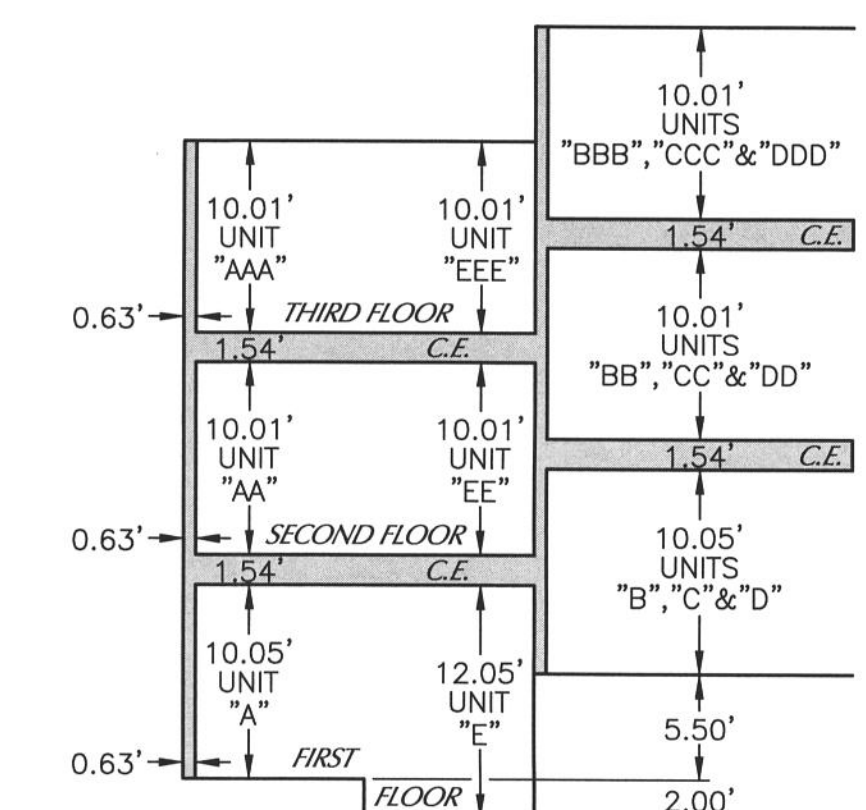 10.01'
UNITS
"BBB","CCC"&"DDD"
10.01'
UNIT
"AAA"
10.01'
UNIT
"EEE"
1.54'
C.E.
0.63'
THIRD FLOOR
1.54'
C.E.
10.01'
UNITS
"BB","CC"&"DD"
10.01'
UNIT
"AA"
10.01'
UNIT
"EE"
1.54'
C.E.
0.63'
SECOND FLOOR
1.54'
C.E.
10.05'
UNITS
"B","C"&"D"
10.05'
UNIT
"A"
12.05'
UNIT
"E"
5.50'
0.63'
FIRST
FLOOR
2.00'